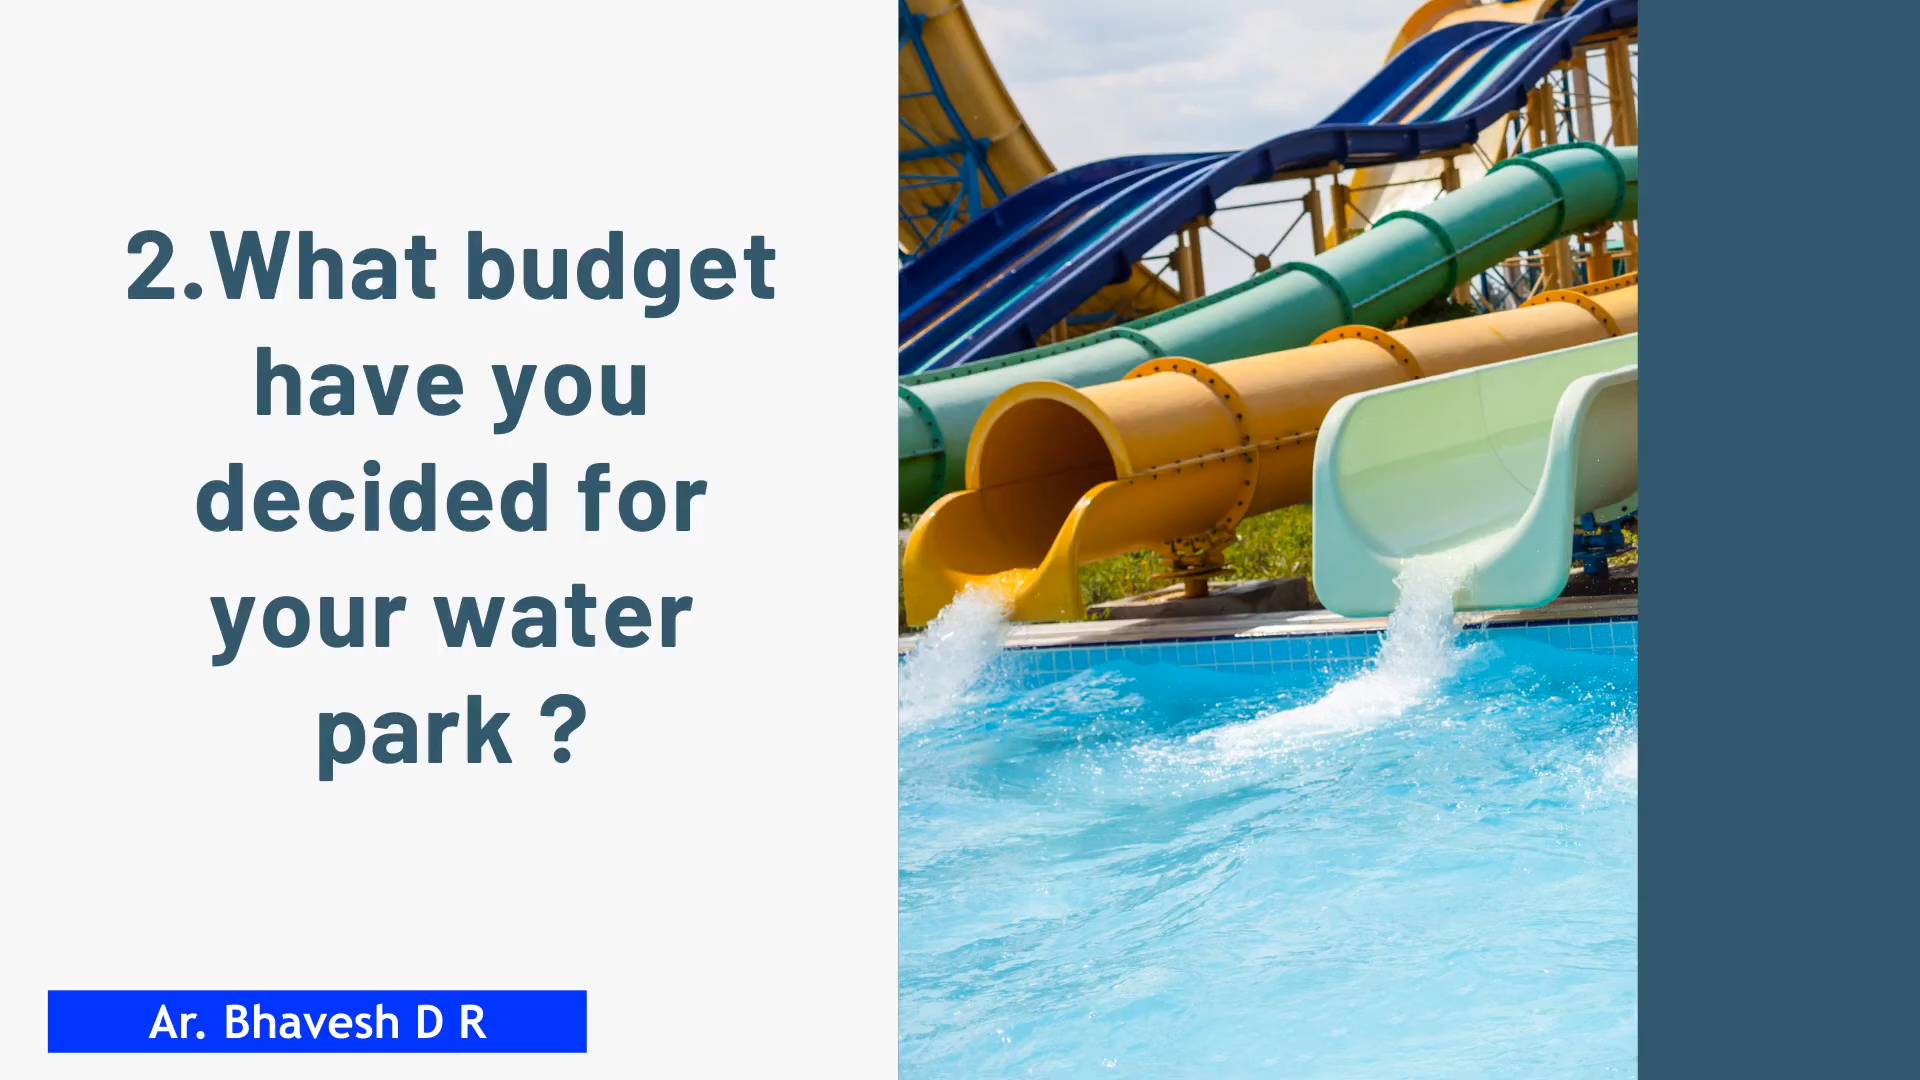 2.What budget
have you
decided for
your water
park ?
Ar. Bhavesh D R